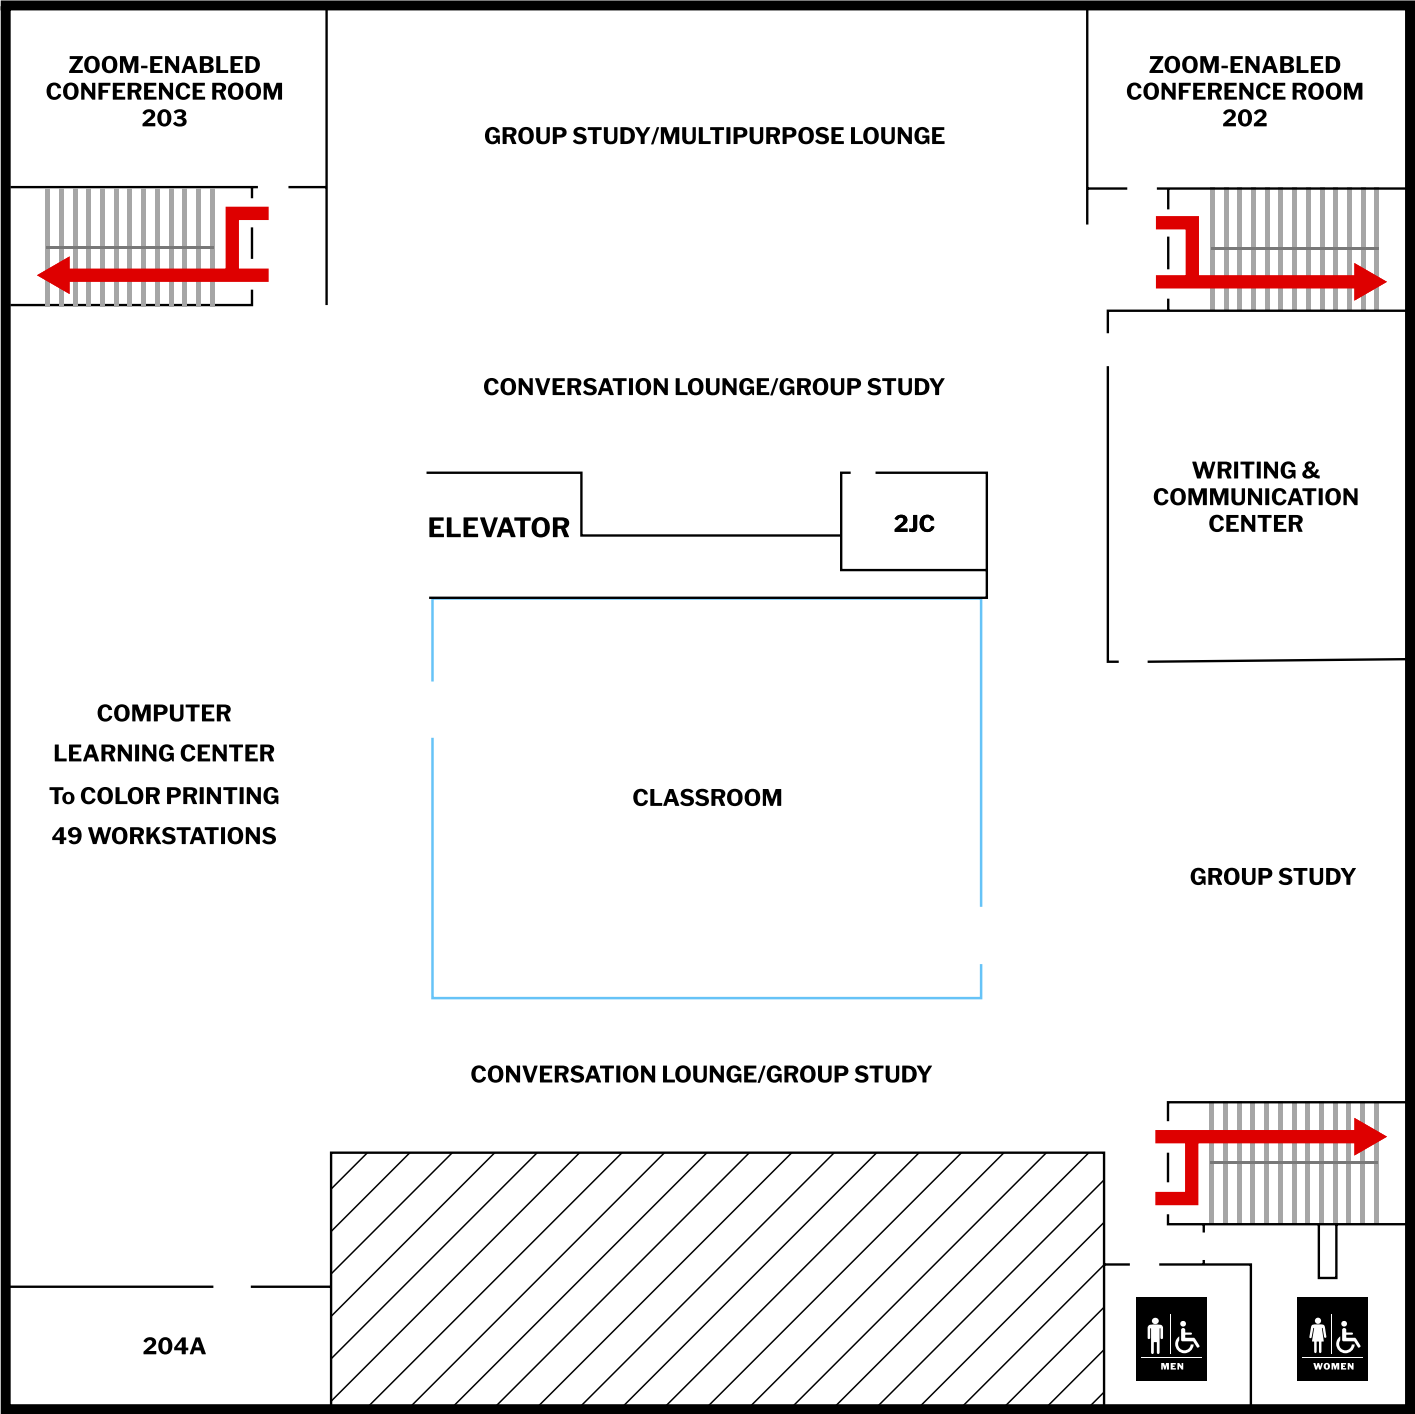 ZOOM-ENABLED
CONFERENCE ROOM
203
ZOOM-ENABLED
CONFERENCE ROOM
202
GROUP STUDY/MULTIPURPOSE LOUNGE
CONVERSATION LOUNGE/GROUP STUDY
ELEVATOR
2JC
WRITING &
COMMUNICATION
CENTER
COMPUTER
LEARNING CENTER
To COLOR PRINTING
49 WORKSTATIONS
CLASSROOM
GROUP STUDY
CONVERSATION LOUNGE/GROUP STUDY
204A
MEN
WOMEN